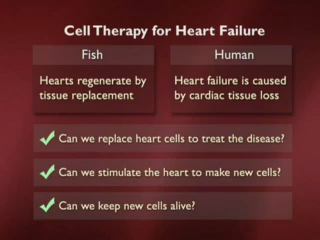 Cell Therapy for Heart Failure
Fish
Hearts regenerate by
tissue replacement
Human
Heart failure is caused
by cardiac tissue loss
Can we replace heart cells to treat the disease?
Can we stimulate the heart to make new cells?
Can we keep new cells alive?